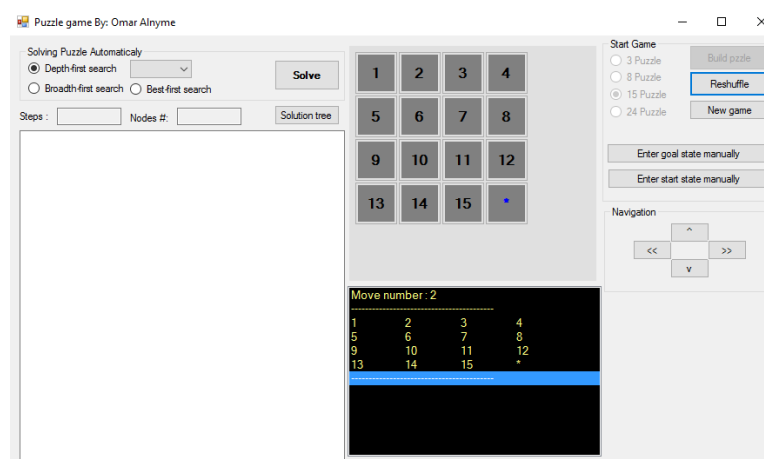 Puzzle game By: Omar Alnyme
Solving Puzzle Automaticaly
Depth-first search
Solve
Broadth-first search Best-first search
Steps : Nodes #: Solution tree
1 2 3 4
5 6 7 8
9 10 11 12
13 14 15 *
Move number : 2
----------------------------------------
1 2 3 4
5 6 7 8
9 10 11 12
13 14 15 *
----------------------------------------
Start Game
3 Puzzle Build pzzle
8 Puzzle Reshuffle
15 Puzzle
24 Puzzle New game
Enter goal state manually
Enter start state manually
Navigation
^
<< >>
v